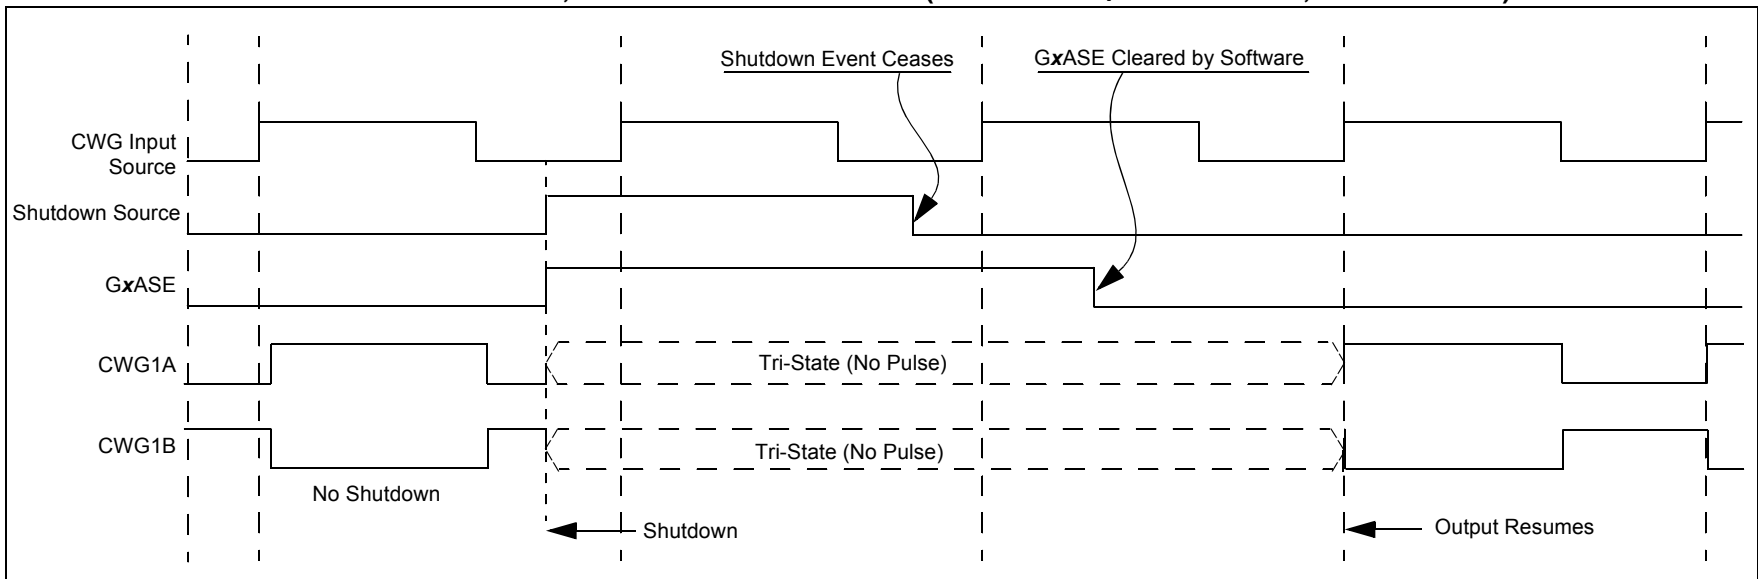 Shutdown Event Ceases
GxASE Cleared by Software
CWG Input
Source
Shutdown Source
GxASE
CWG1A
Tri-State (No Pulse)
CWG1B
Tri-State (No Pulse)
No Shutdown
Shutdown
Output Resumes